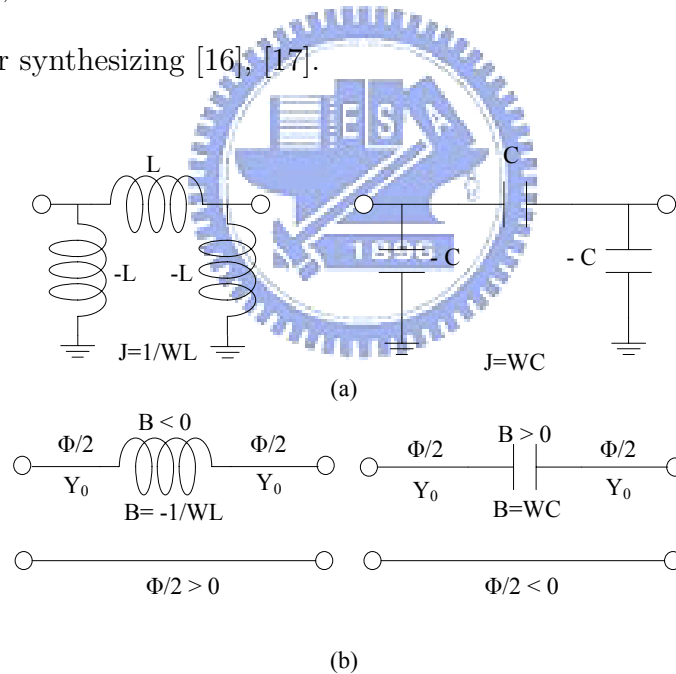 r synthesizing [16], [17].
E S A
L
C
-L
-L
- C
- C
1896
J=1/WL
J=WC
(a)
B < 0
B > 0
Φ/2
Φ/2
Φ/2
Φ/2
Y₀
Y₀
Y₀
Y₀
B= -1/WL
B=WC
Φ/2 > 0
Φ/2 < 0
(b)